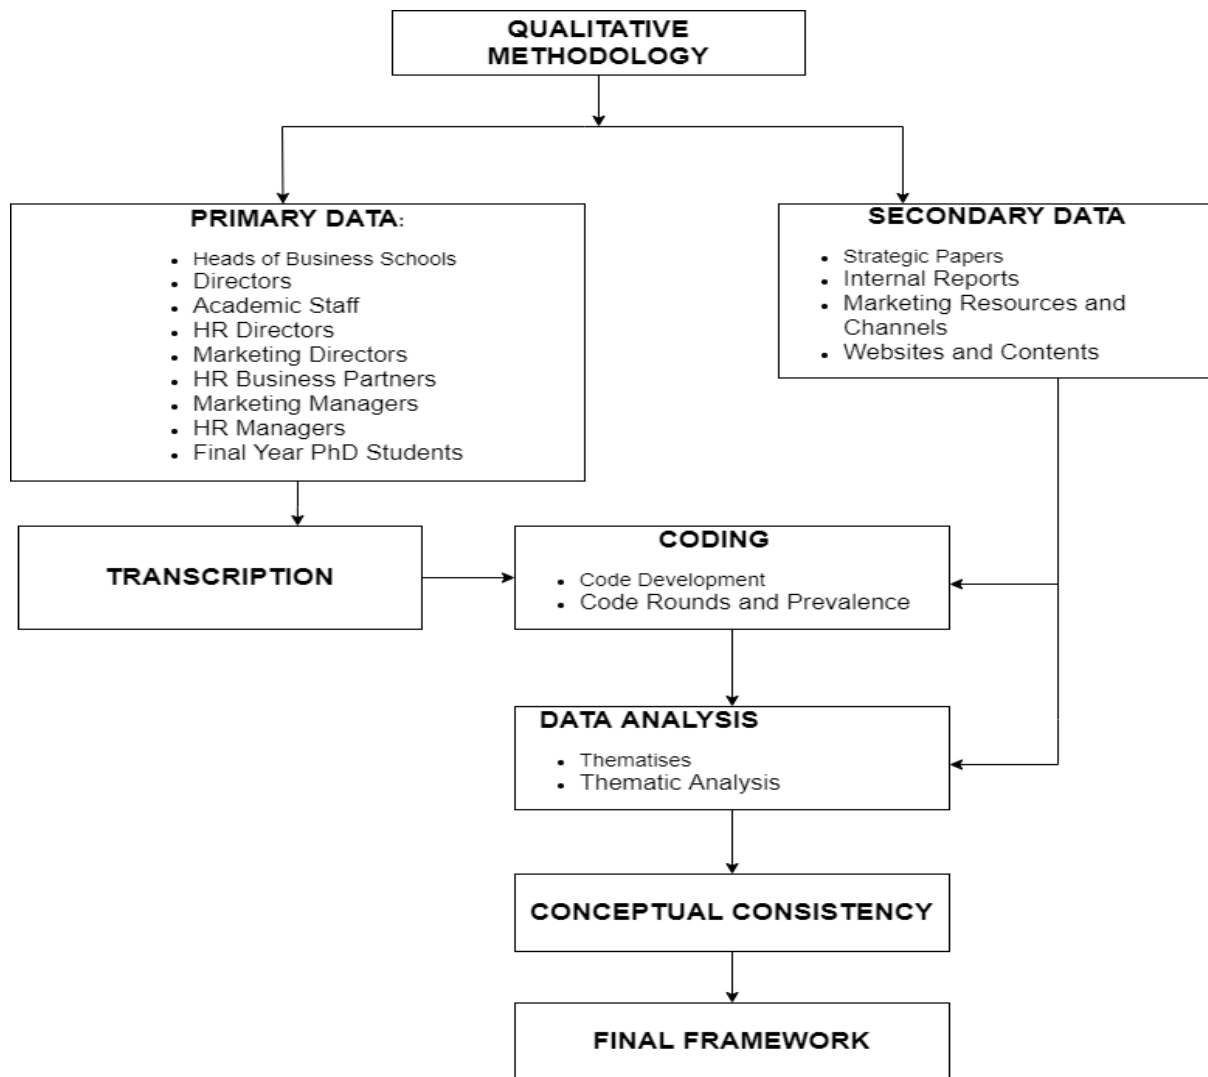 QUALITATIVE
METHODOLOGY
PRIMARY DATA:
• Heads of Business Schools
• Directors
• Academic Staff
• HR Directors
• Marketing Directors
• HR Business Partners
• Marketing Managers
• HR Managers
• Final Year PhD Students
SECONDARY DATA
• Strategic Papers
• Internal Reports
• Marketing Resources and
Channels
• Websites and Contents
TRANSCRIPTION
CODING
• Code Development
• Code Rounds and Prevalence
DATA ANALYSIS
• Thematises
• Thematic Analysis
CONCEPTUAL CONSISTENCY
FINAL FRAMEWORK